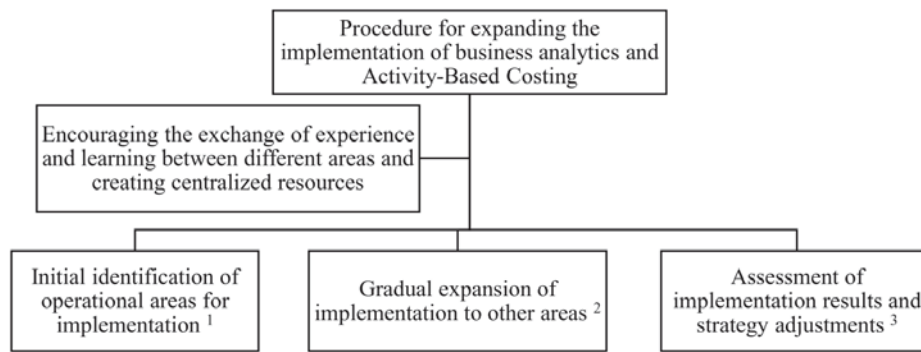 Procedure for expanding the
implementation of business analytics and
Activity-Based Costing
Encouraging the exchange of experience
and learning between different areas and
creating centralized resources
Initial identification of
operational areas for
implementation 1
Gradual expansion of
implementation to other areas 2
Assessment of
implementation results and
strategy adjustments 3